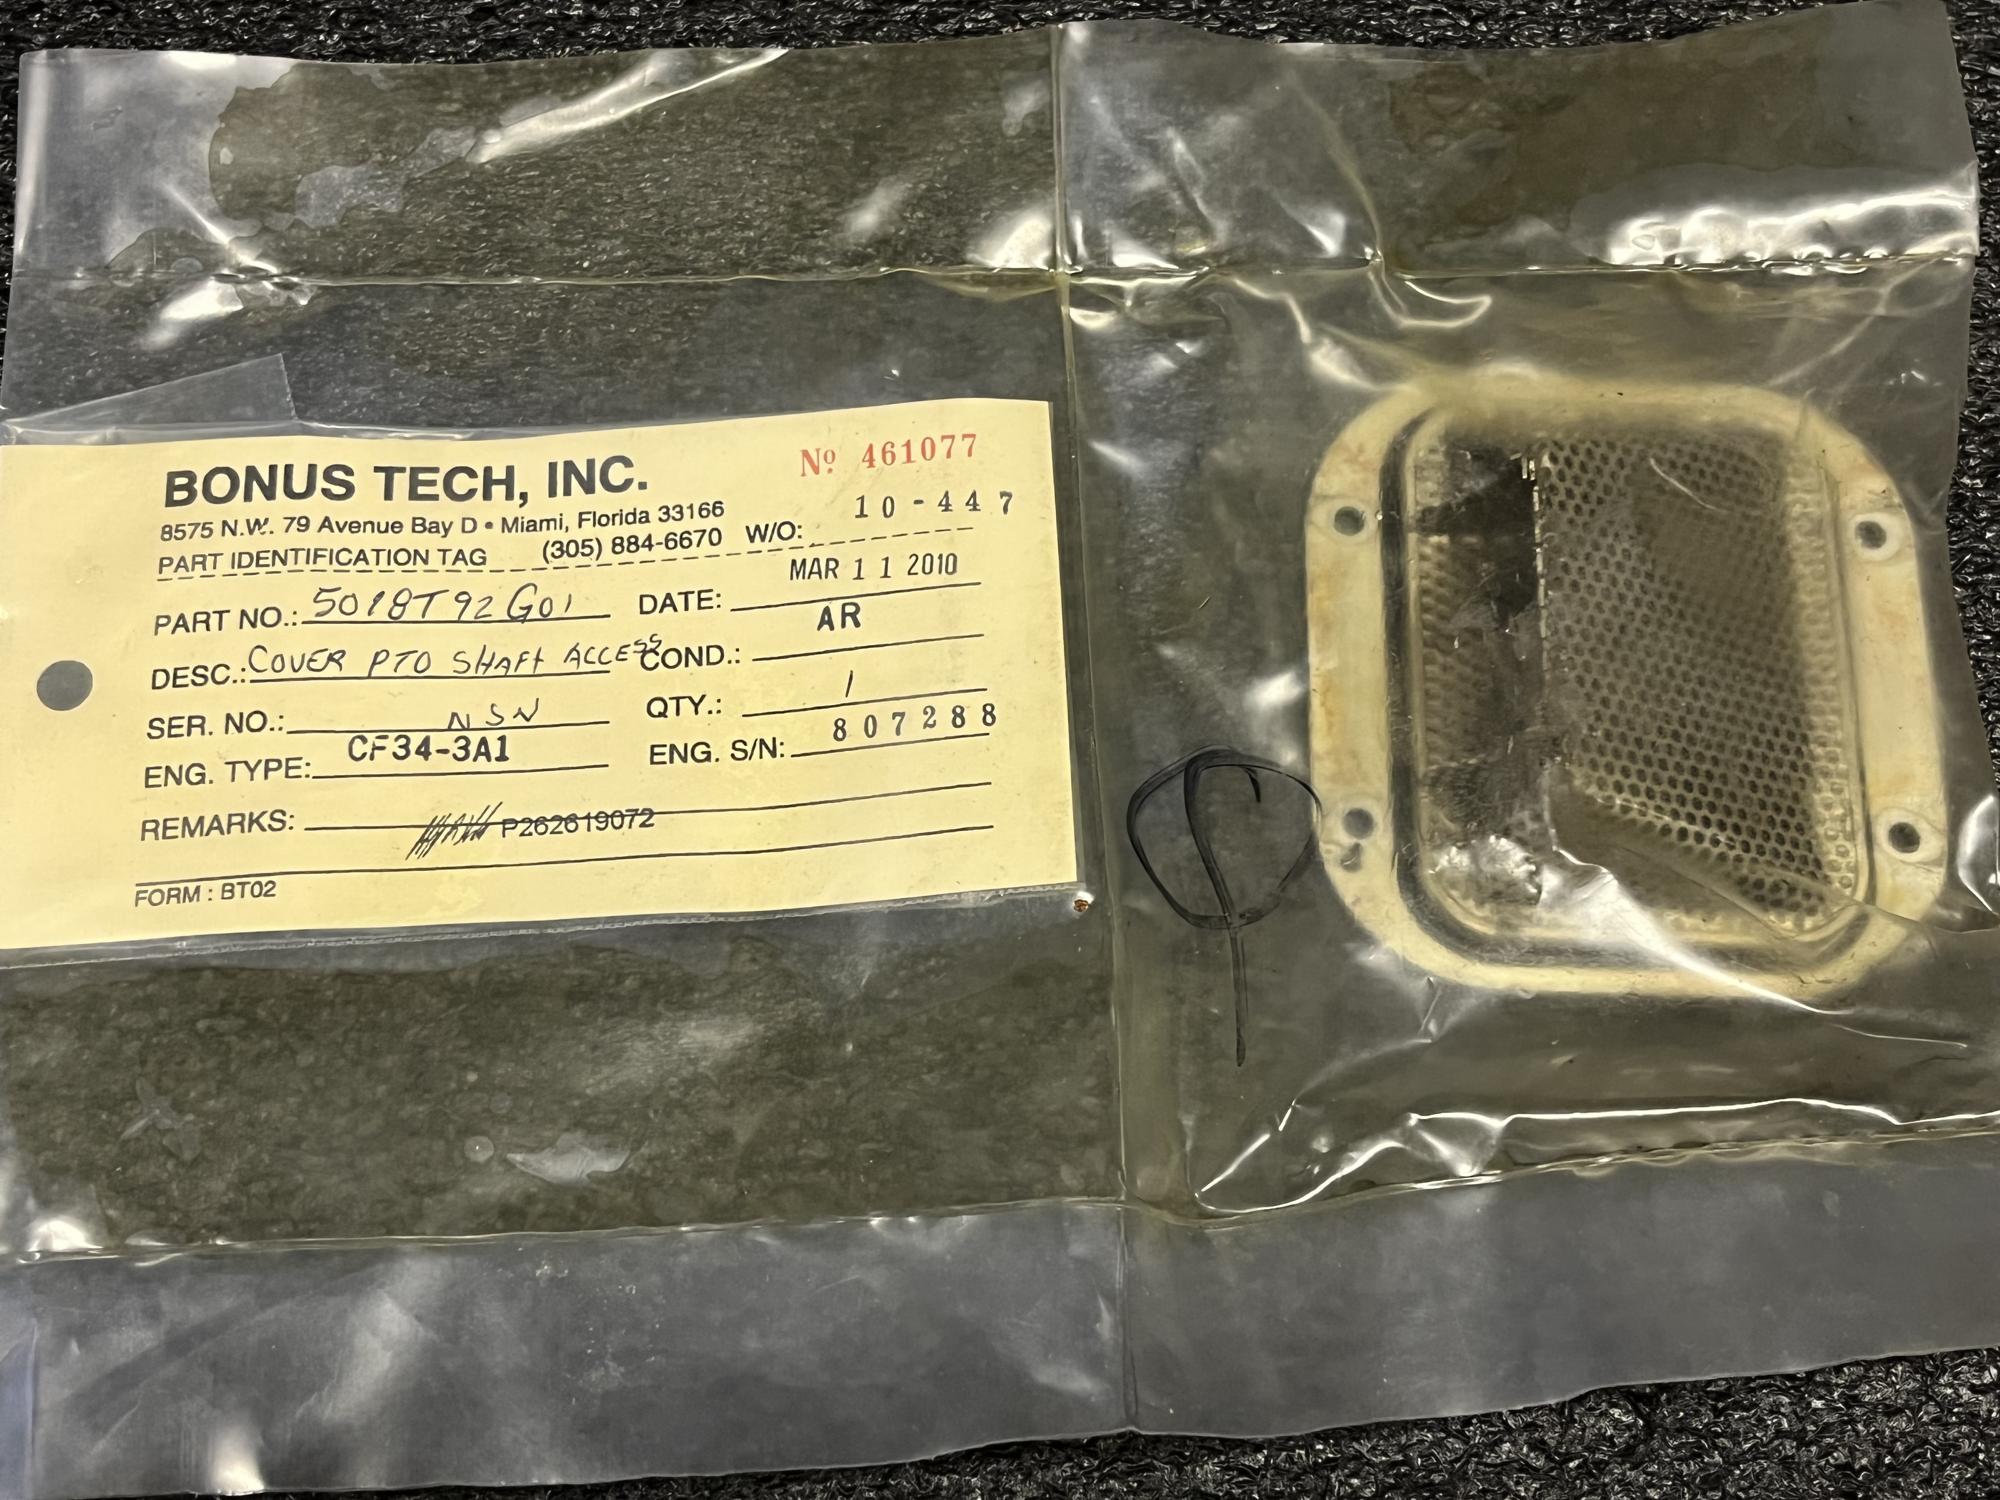 BONUS TECH, INC.
Nº 461077
8575 N.W. 79 Avenue Bay D • Miami, Florida 33166
PART IDENTIFICATION TAG (305) 884-6670 W/O: 10-447
PART NO.: 5018T92G01 DATE: MAR 11 2010
DESC.: COVER PTO SHAFT ACCESS COND.: AR
SER. NO.: NSN QTY.: 1
ENG. TYPE: CF34-3A1 ENG. S/N: 807288
REMARKS: P262619072
FORM : BT02
P